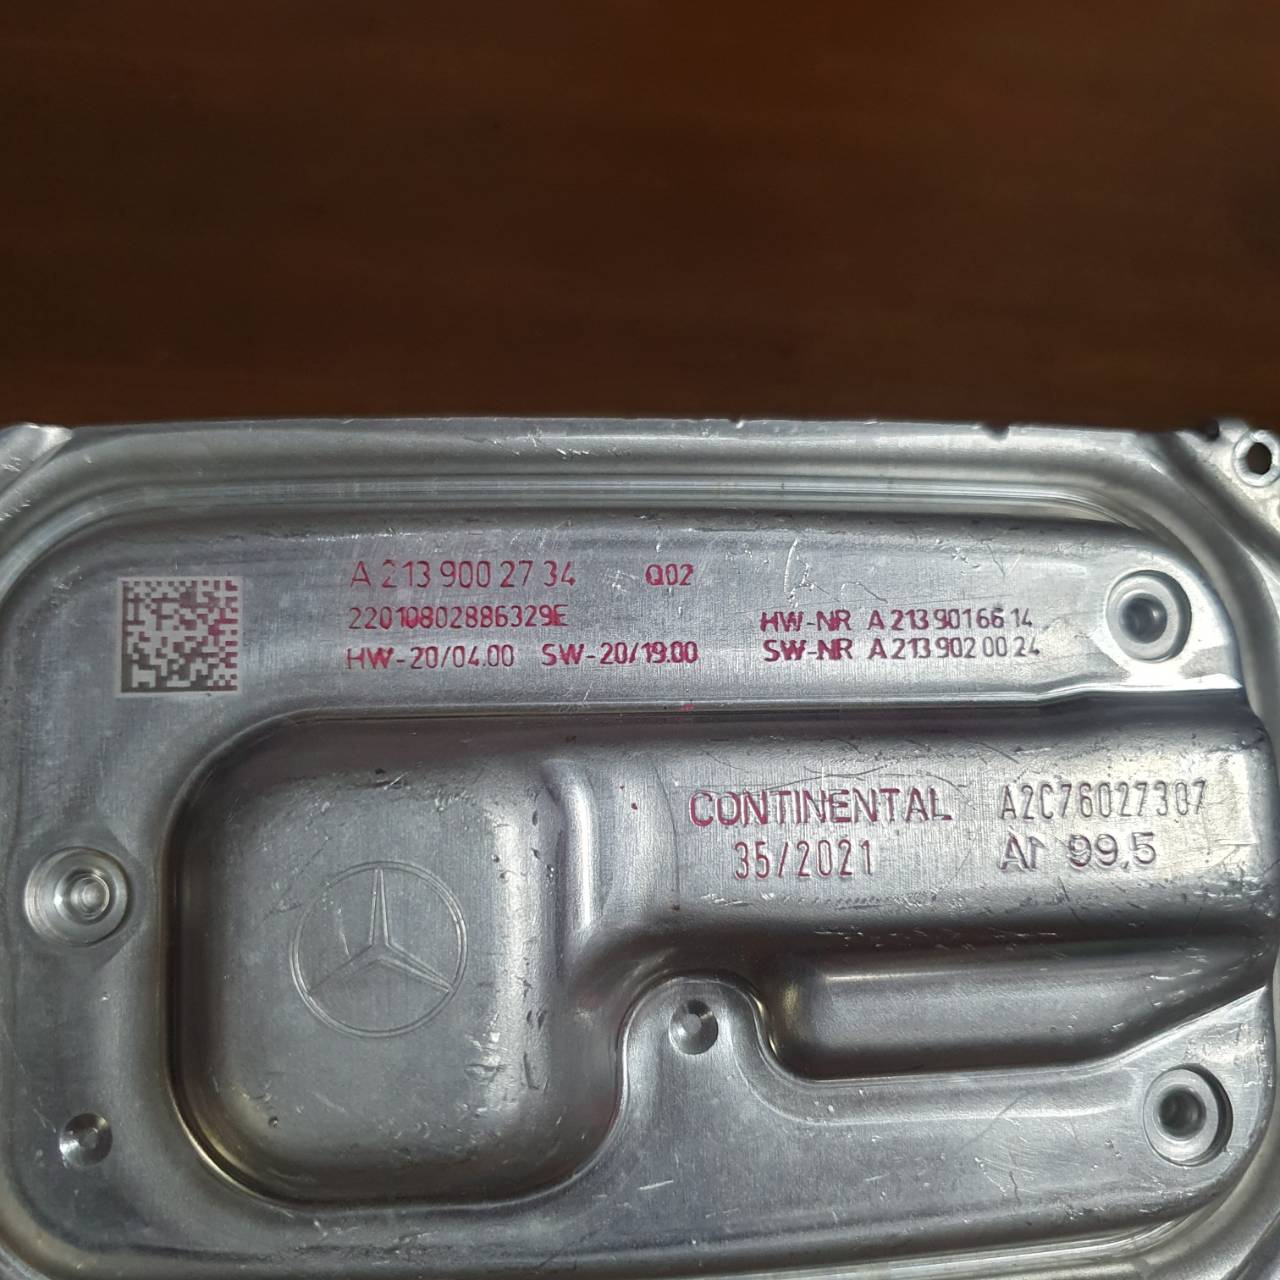 A 213 900 27 34 Q02
22010802886329E
HW-NR A 213 901 66 14
HW-20/04.00 SW-20/19.00
SW-NR A 213 902 00 24
CONTINENTAL A2C76027307
35/2021 Al 99,5